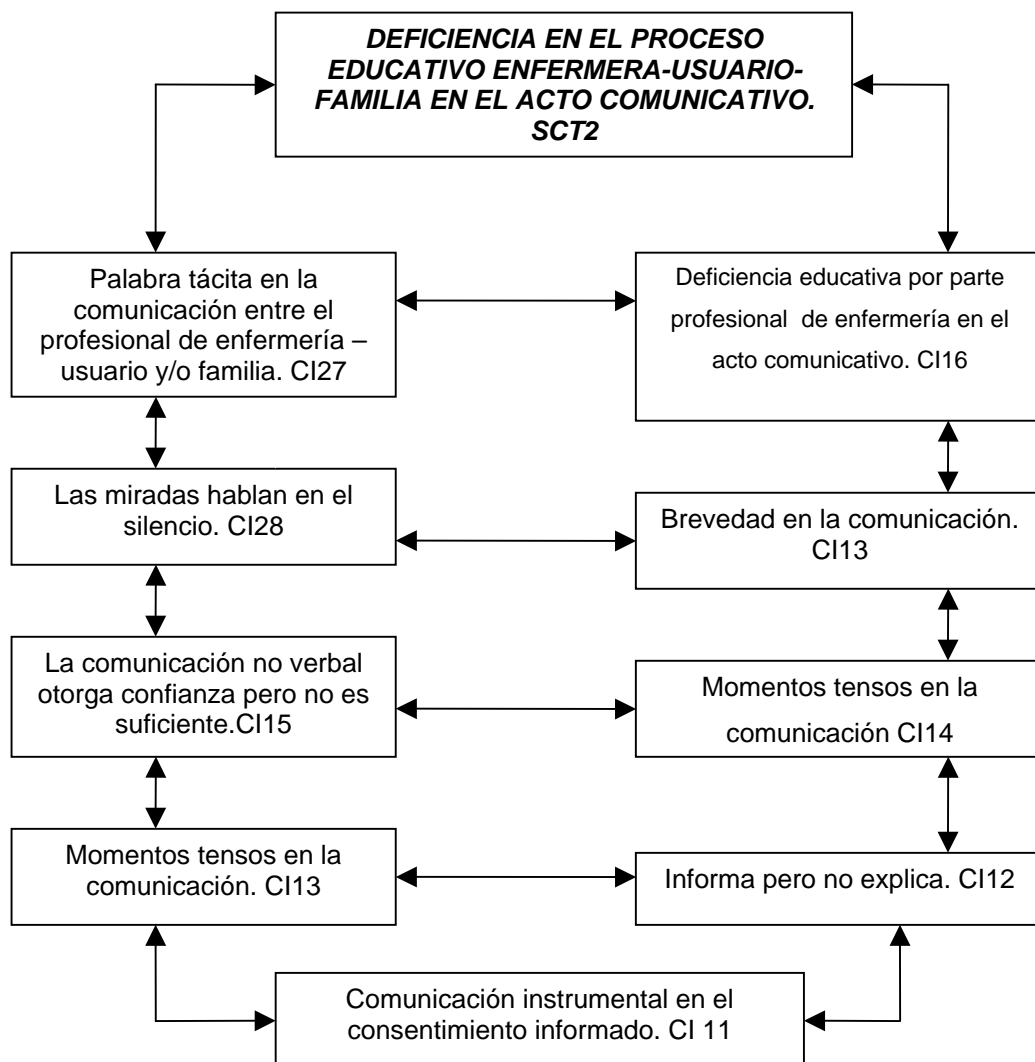 DEFICIENCIA EN EL PROCESO
EDUCATIVO ENFERMERA-USUARIO-
FAMILIA EN EL ACTO COMUNICATIVO.
SCT2
Palabra tácita en la
comunicación entre el
profesional de enfermería –
usuario y/o familia. CI27
Deficiencia educativa por parte
profesional  de enfermería en el
acto comunicativo. CI16
Las miradas hablan en el
silencio. CI28
Brevedad en la comunicación.
CI13
La comunicación no verbal
otorga confianza pero no es
suficiente.CI15
Momentos tensos en la
comunicación CI14
Momentos tensos en la
comunicación. CI13
Informa pero no explica. CI12
Comunicación instrumental en el
consentimiento informado. CI 11